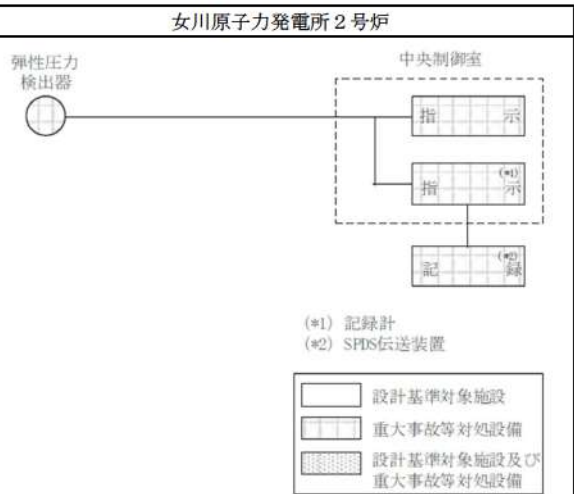 女川原子力発電所２号炉
弾性圧力
検出器
中央制御室
指 示
(*1)
指 示
(*2)
記 録
(*1) 記録計
(*2) SPDS伝送装置
設計基準対象施設
重大事故等対処設備
設計基準対象施設及び
重大事故等対処設備